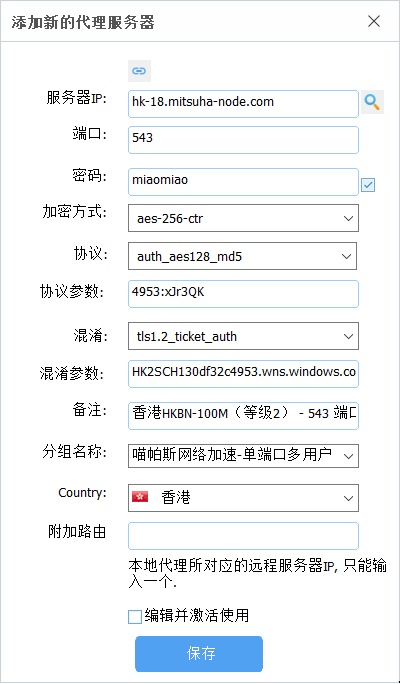 添加新的代理服务器
服务器IP:
hk-18.mitsuha-node.com
端口:
543
密码:
miaomiao
加密方式:
aes-256-ctr
协议:
auth_aes128_md5
协议参数:
4953:xJr3QK
混淆:
tls1.2_ticket_auth
混淆参数:
HK2SCH130df32c4953.wns.windows.co
备注:
香港HKBN-100M（等级2） - 543 端口
分组名称:
喵帕斯网络加速-单端口多用户
Country:
香港
附加路由
本地代理所对应的远程服务器IP, 只能输
入一个.
编辑并激活使用
保存